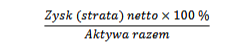 Zysk (strata) netto × 100 %
Aktywa razem